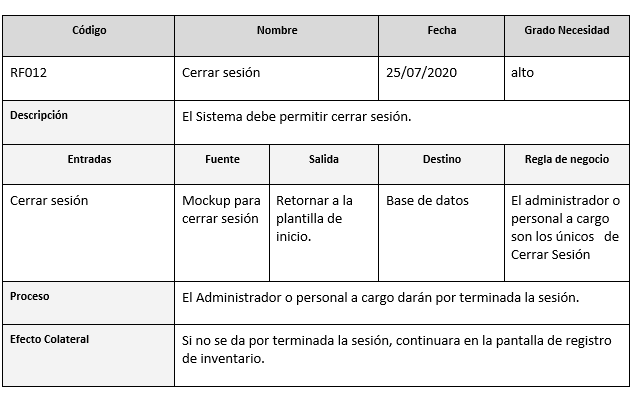 Código Nombre Fecha Grado Necesidad
RF012 Cerrar sesión 25/07/2020 alto
Descripción El Sistema debe permitir cerrar sesión.
Entradas Fuente Salida Destino Regla de negocio
Cerrar sesión Mockup para Retornar a la Base de datos El administrador o
cerrar sesión plantilla de personal a cargo
inicio. son los únicos de
Cerrar Sesión
Proceso El Administrador o personal a cargo darán por terminada la sesión.
Efecto Colateral Si no se da por terminada la sesión, continuara en la pantalla de registro
de inventario.